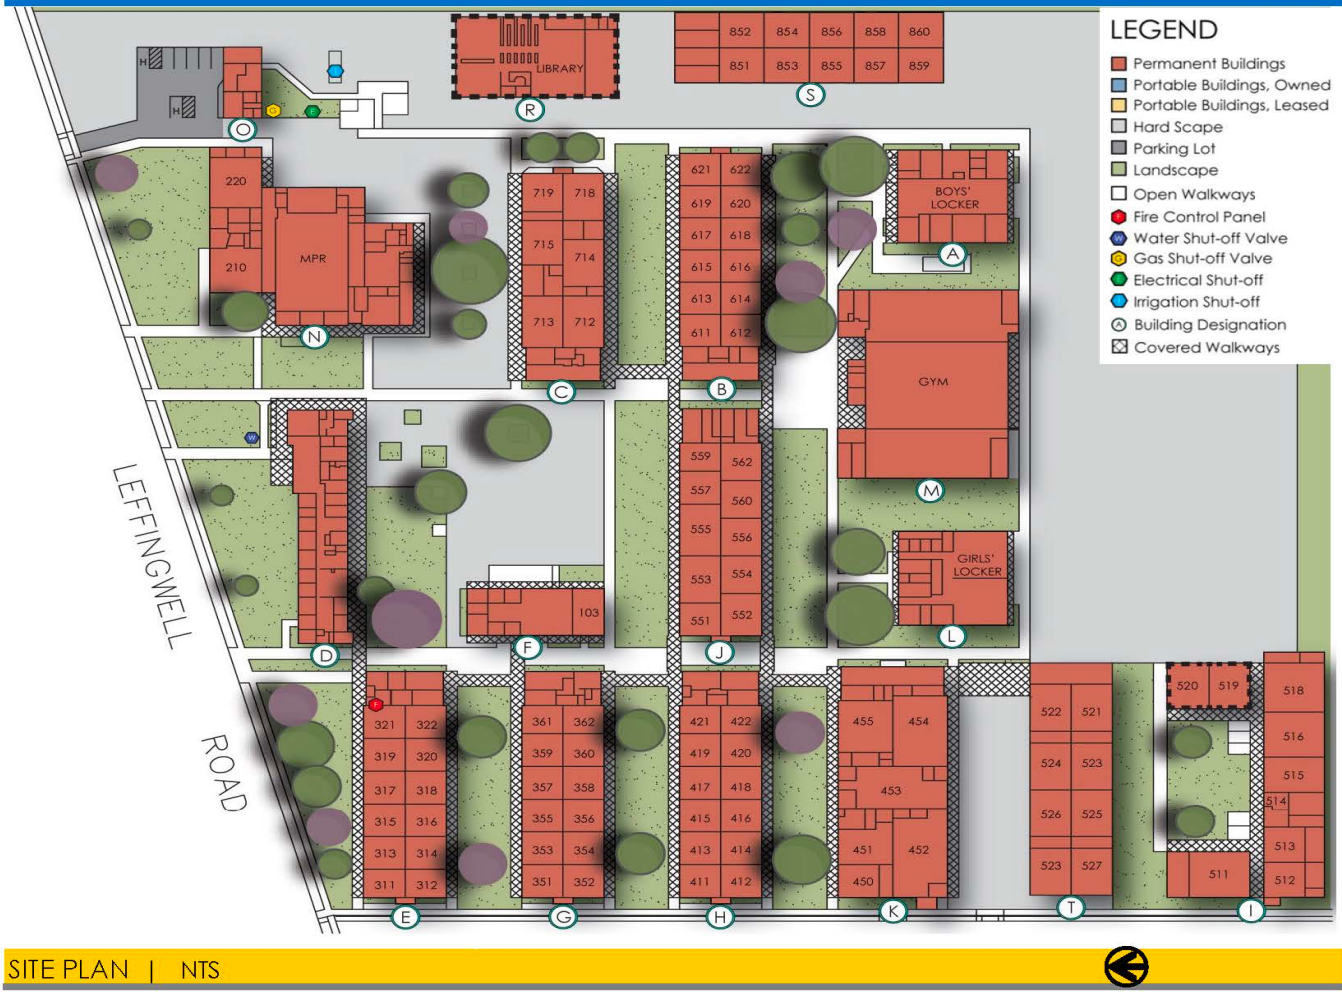 LEGEND
Permanent Buildings
Portable Buildings, Owned
Portable Buildings, Leased
Hard Scape
Parking Lot
Landscape
Open Walkways
F Fire Control Panel
W Water Shut-off Valve
G Gas Shut-off Valve
E Electrical Shut-off
Irrigation Shut-off
A Building Designation
Covered Walkways
H
H
O
G
E
LIBRARY
R
852 854 856 858 860
851 853 855 857 859
S
220
210
MPR
N
719 718
715
714
713 712
C
621 622
619 620
617 618
615 616
613 614
611 612
B
BOYS'
LOCKER
A
GYM
M
W
D
559
562
557
560
555
556
553 554
551 552
J
GIRLS'
LOCKER
L
103
F
LEFFINGWELL
ROAD
F
321 322
319 320
317 318
315 316
313 314
311 312
E
361 362
359 360
357 358
355 356
353 354
351 352
G
421 422
419 420
417 418
415 416
413 414
411 412
H
455 454
453
451 452
450
K
522 521
524 523
526 525
523 527
T
520 519
518
516
515
514
513
512
511
I
SITE PLAN | NTS